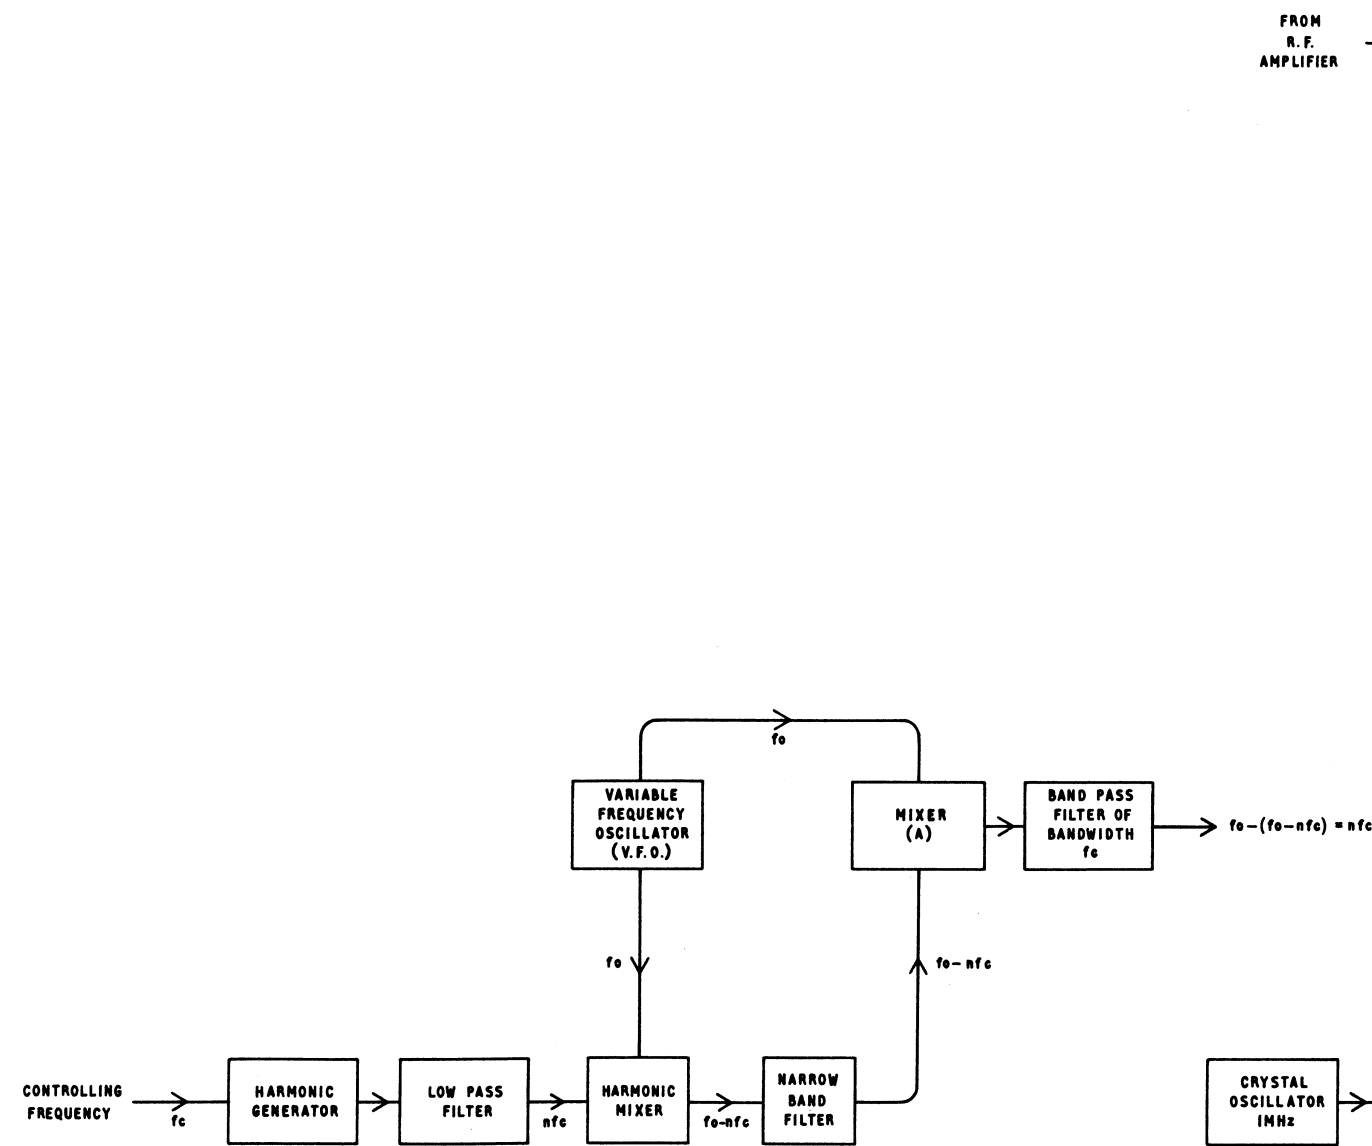 FROM
R.F.
AMPLIFIER
fo
VARIABLE
FREQUENCY
OSCILLATOR
(V.F.O.)
MIXER
(A)
BAND PASS
FILTER OF
BANDWIDTH
fc
fo-(fo-nfc) = nfc
fo
fo-nfc
CONTROLLING
FREQUENCY
fc
HARMONIC
GENERATOR
LOW PASS
FILTER
nfc
HARMONIC
MIXER
fo-nfc
NARROW
BAND
FILTER
CRYSTAL
OSCILLATOR
1MHz